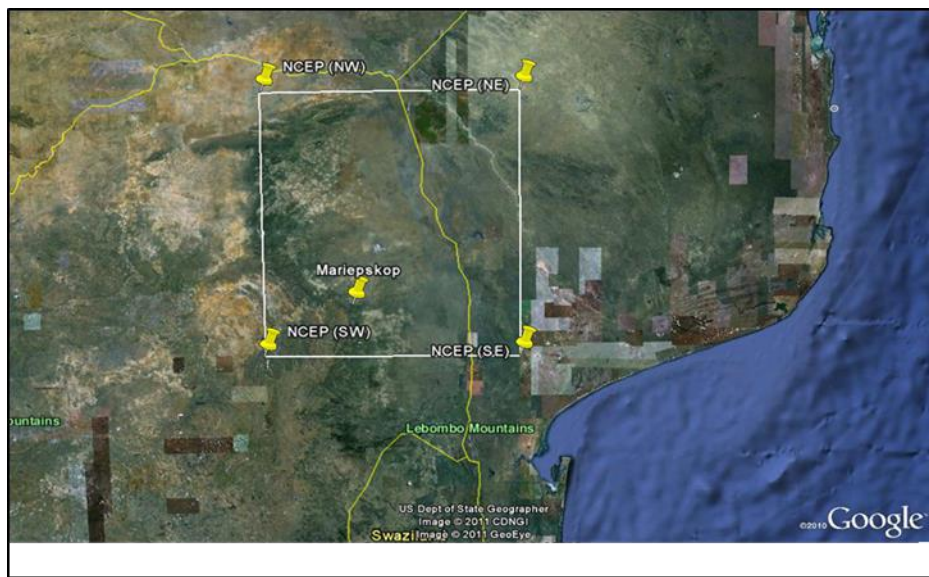 NCEP (NW)
NCEP (NE)
Mariepskop
NCEP (SW)
NCEP (SE)
ountains
Lebombo Mountains
US Dept of State Geographer
Image © 2011 CDNGI
Image © 2011 GeoEye
©2010 Google